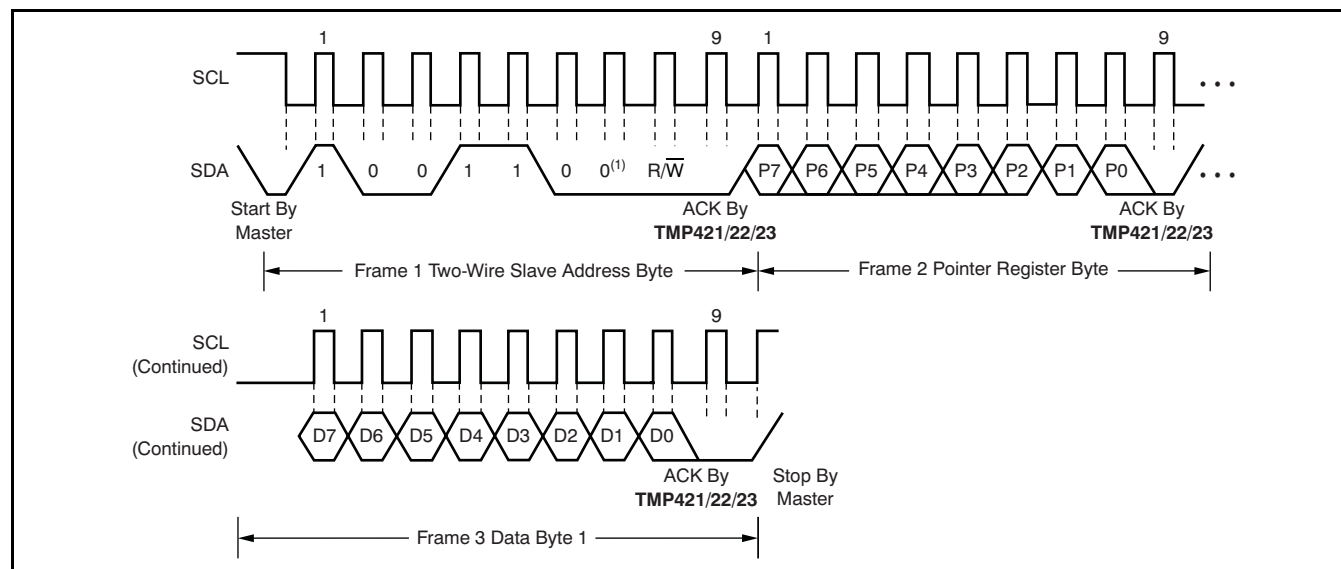 1 9 1 9
SCL
. . .
SDA 1 0 0 1 1 0 0(1) R/W̅ P7 P6 P5 P4 P3 P2 P1 P0 . . .
Start By
Master
ACK By
TMP421/22/23
ACK By
TMP421/22/23
Frame 1 Two-Wire Slave Address Byte
Frame 2 Pointer Register Byte
1 9
SCL
(Continued)
SDA
(Continued)
D7 D6 D5 D4 D3 D2 D1 D0
ACK By
TMP421/22/23
Stop By
Master
Frame 3 Data Byte 1